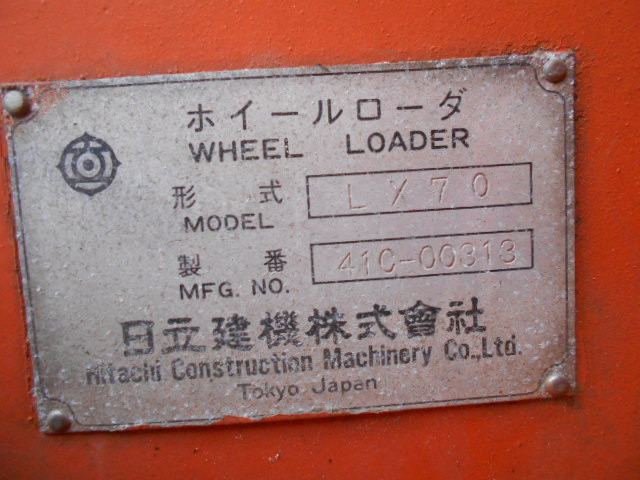 ホイールローダ
WHEEL LOADER
形式 LX70
MODEL
製番 41C-00313
MFG. NO.
日立建機株式會社
Hitachi Construction Machinery Co.,Ltd.
Tokyo Japan